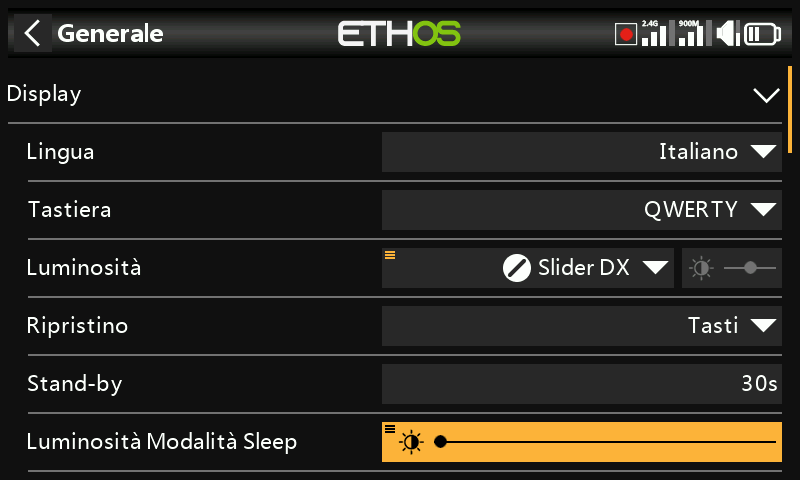 Generale
ETHOS
2.4G
900M
Display
Lingua
Italiano
Tastiera
QWERTY
Luminosità
Slider DX
Ripristino
Tasti
Stand-by
30s
Luminosità Modalità Sleep